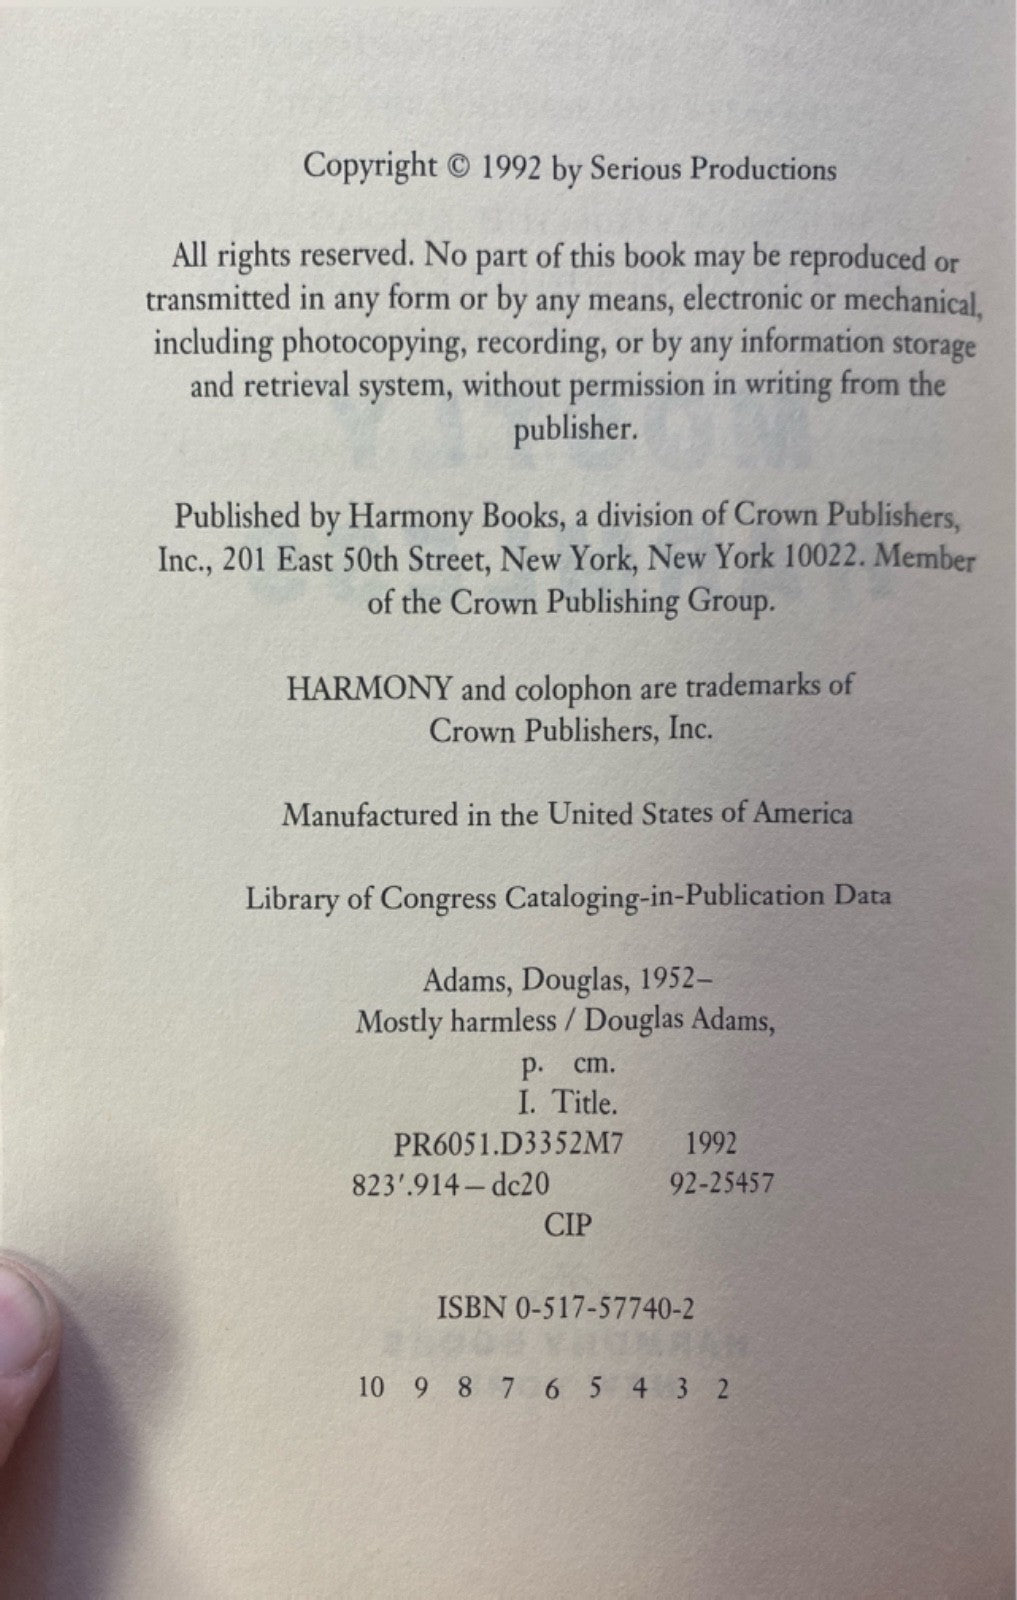 Copyright © 1992 by Serious Productions
All rights reserved. No part of this book may be reproduced or
transmitted in any form or by any means, electronic or mechanical,
including photocopying, recording, or by any information storage
and retrieval system, without permission in writing from the
publisher.
Published by Harmony Books, a division of Crown Publishers,
Inc., 201 East 50th Street, New York, New York 10022. Member
of the Crown Publishing Group.
HARMONY and colophon are trademarks of
Crown Publishers, Inc.
Manufactured in the United States of America
Library of Congress Cataloging-in-Publication Data
Adams, Douglas, 1952–
Mostly harmless / Douglas Adams,
p. cm.
I. Title.
PR6051.D3352M7 1992
823′.914—dc20 92-25457
CIP
ISBN 0-517-57740-2
10 9 8 7 6 5 4 3 2